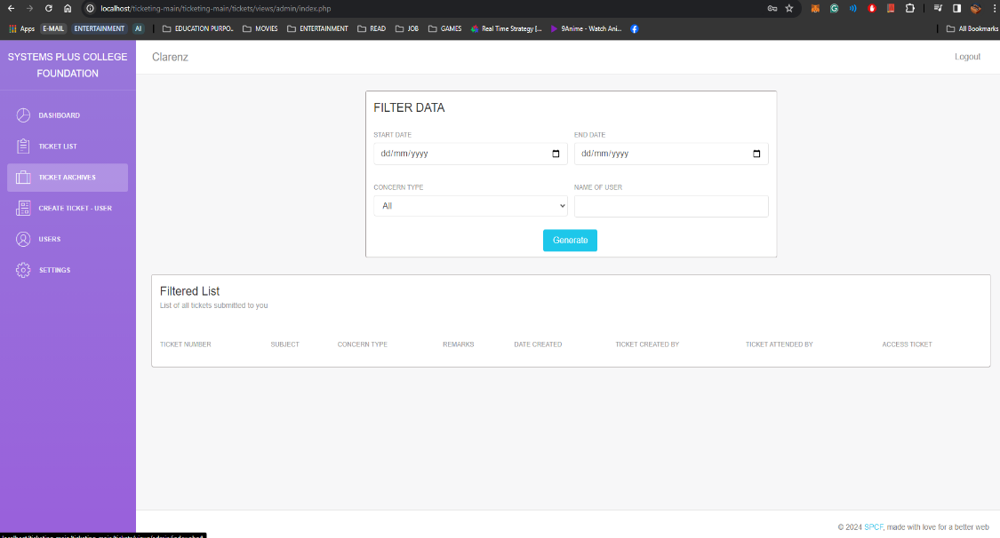 localhost/ticketing-main/ticketing-main/tickets/views/admin/index.php
Apps E-MAIL ENTERTAINMENT AI EDUCATION PURPO.. MOVIES ENTERTAINMENT READ JOB GAMES Real Time Strategy [... 9Anime - Watch Ani... All Bookmarks
SYSTEMS PLUS COLLEGE
FOUNDATION
Clarenz
Logout
DASHBOARD
TICKET LIST
TICKET ARCHIVES
CREATE TICKET - USER
USERS
SETTINGS
FILTER DATA
START DATE END DATE
dd/mm/yyyy dd/mm/yyyy
CONCERN TYPE NAME OF USER
All
Generate
Filtered List
List of all tickets submitted to you
TICKET NUMBER SUBJECT CONCERN TYPE REMARKS DATE CREATED TICKET CREATED BY TICKET ATTENDED BY ACCESS TICKET
© 2024 SPCF, made with love for a better web